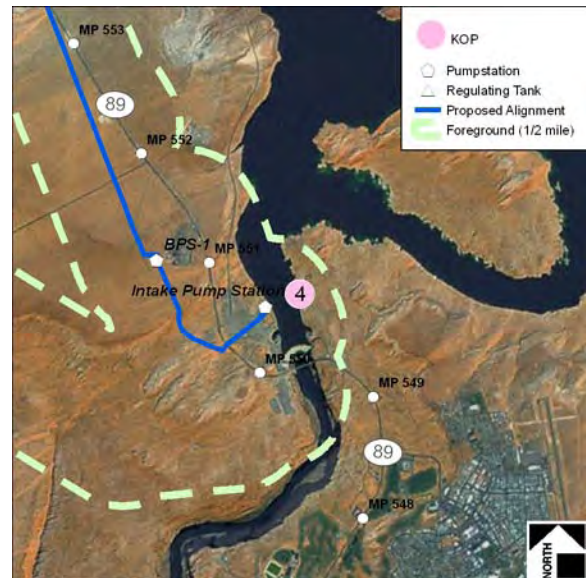 MP 553
KOP
Pumpstation
Regulating Tank
Proposed Alignment
Foreground (1/2 mile)
89
MP 552
BPS-1
MP 551
Intake Pump Station
4
MP 550
MP 549
89
MP 548
NORTH